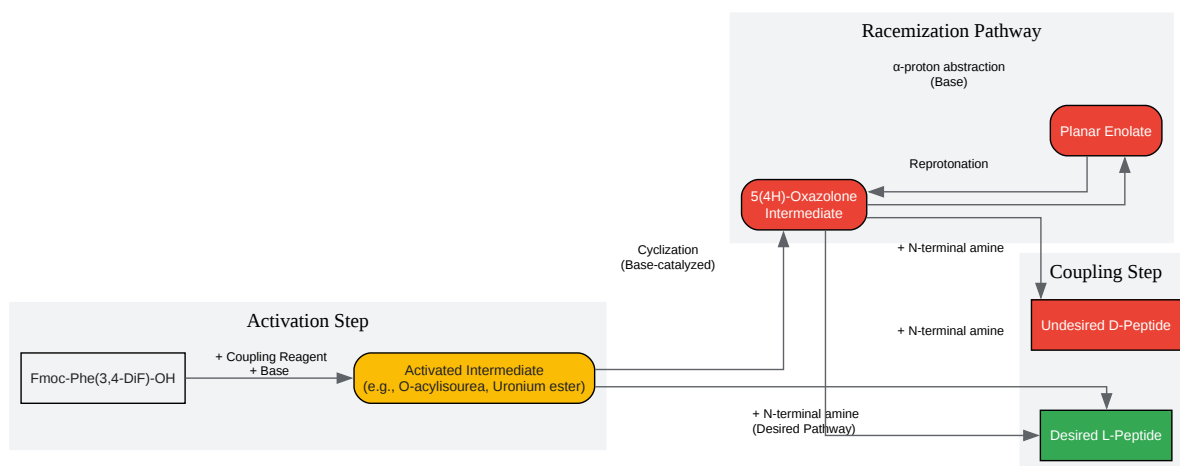 Racemization Pathway
α-proton abstraction
(Base)
Planar Enolate
Reprotonation
5(4H)-Oxazolone
Intermediate
Cyclization
(Base-catalyzed)
+ N-terminal amine
Coupling Step
Activation Step
Undesired D-Peptide
+ N-terminal amine
+ Coupling Reagent
+ Base
Fmoc-Phe(3,4-DiF)-OH
Activated Intermediate
(e.g., O-acylisourea, Uronium ester)
+ N-terminal amine
(Desired Pathway)
Desired L-Peptide